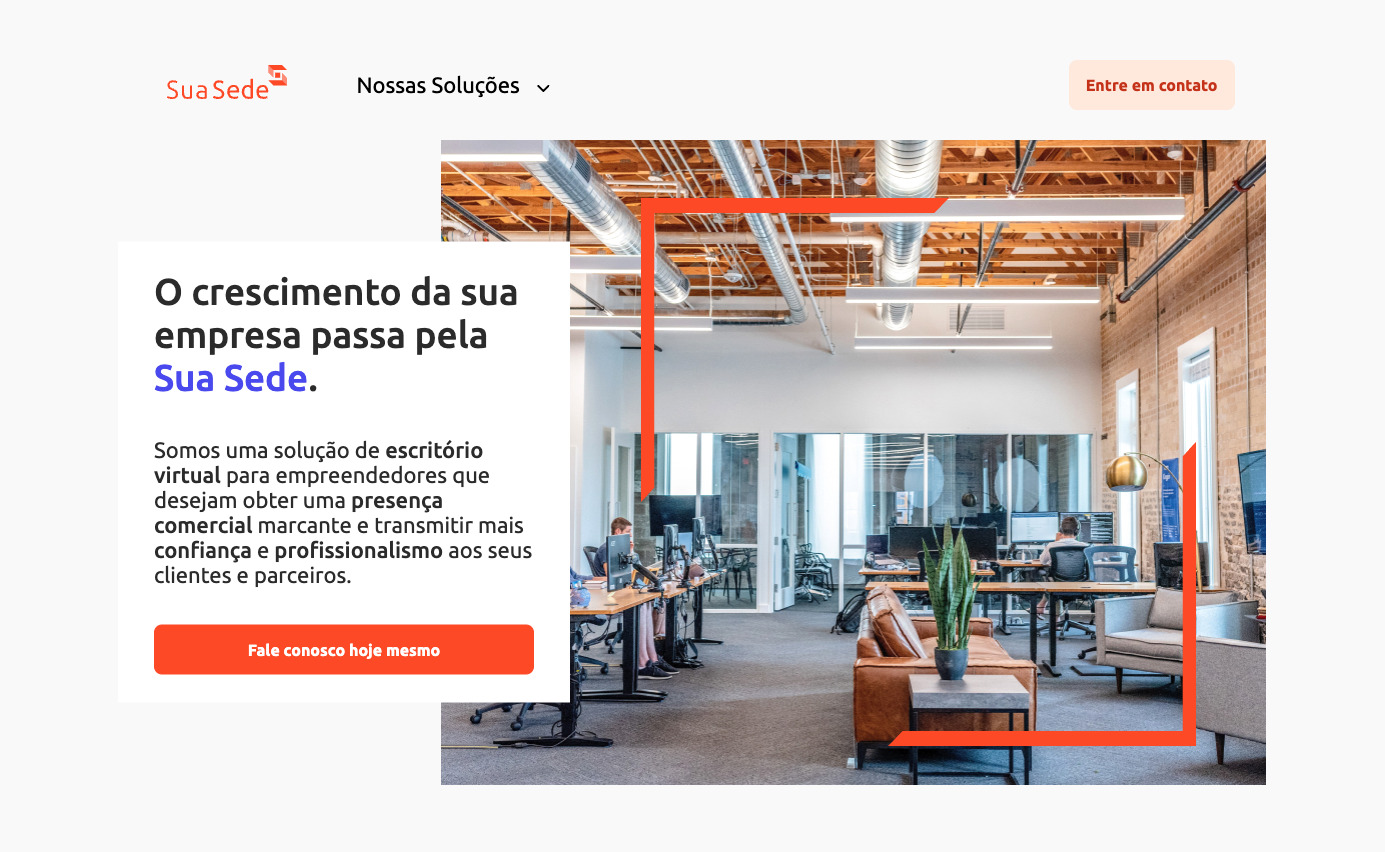 Sua Sede
Nossas Soluções
Entre em contato
O crescimento da sua
empresa passa pela
Sua Sede.
Somos uma solução de escritório
virtual para empreendedores que
desejam obter uma presença
comercial marcante e transmitir mais
confiança e profissionalismo aos seus
clientes e parceiros.
Fale conosco hoje mesmo